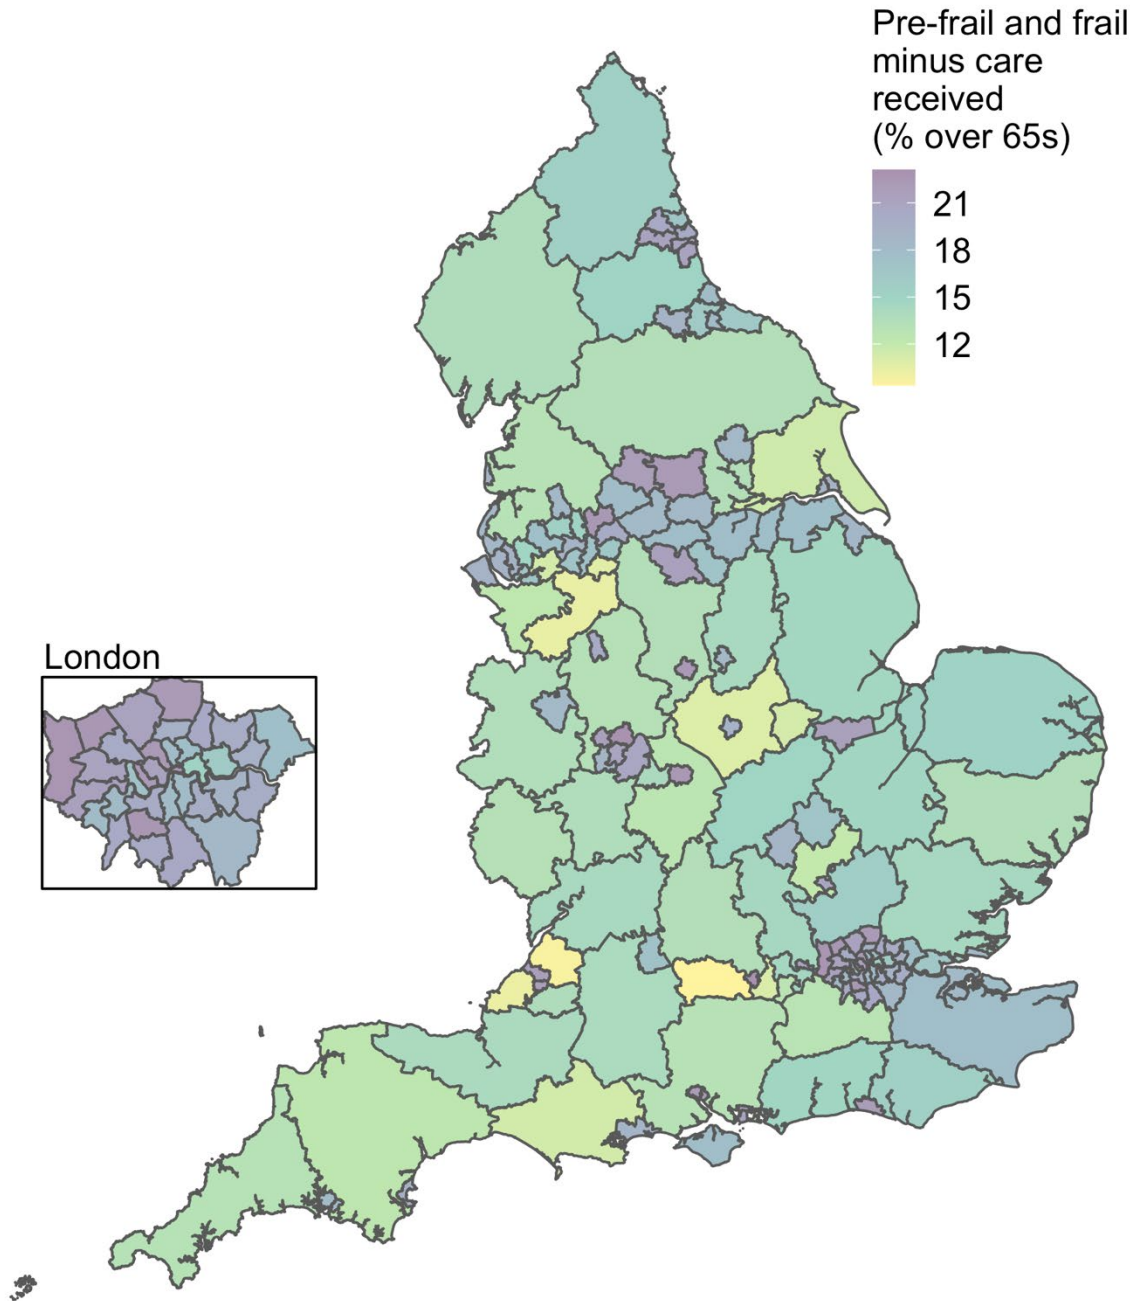 Pre-frail and frail
minus care
received
(% over 65s)
21
18
15
12
London